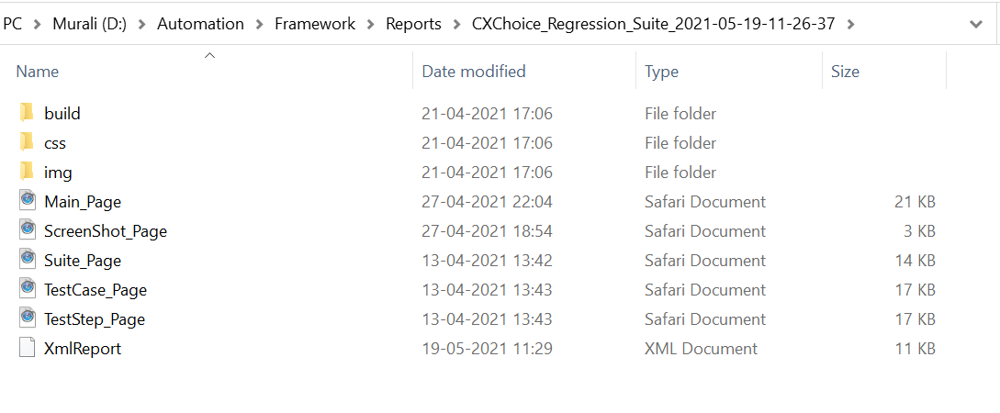 PC > Murali (D:) > Automation > Framework > Reports > CXChoice_Regression_Suite_2021-05-19-11-26-37 >
Name Date modified Type Size
build 21-04-2021 17:06 File folder
css 21-04-2021 17:06 File folder
img 21-04-2021 17:06 File folder
Main_Page 27-04-2021 22:04 Safari Document 21 KB
ScreenShot_Page 27-04-2021 18:54 Safari Document 3 KB
Suite_Page 13-04-2021 13:42 Safari Document 14 KB
TestCase_Page 13-04-2021 13:43 Safari Document 17 KB
TestStep_Page 13-04-2021 13:43 Safari Document 17 KB
XmlReport 19-05-2021 11:29 XML Document 11 KB